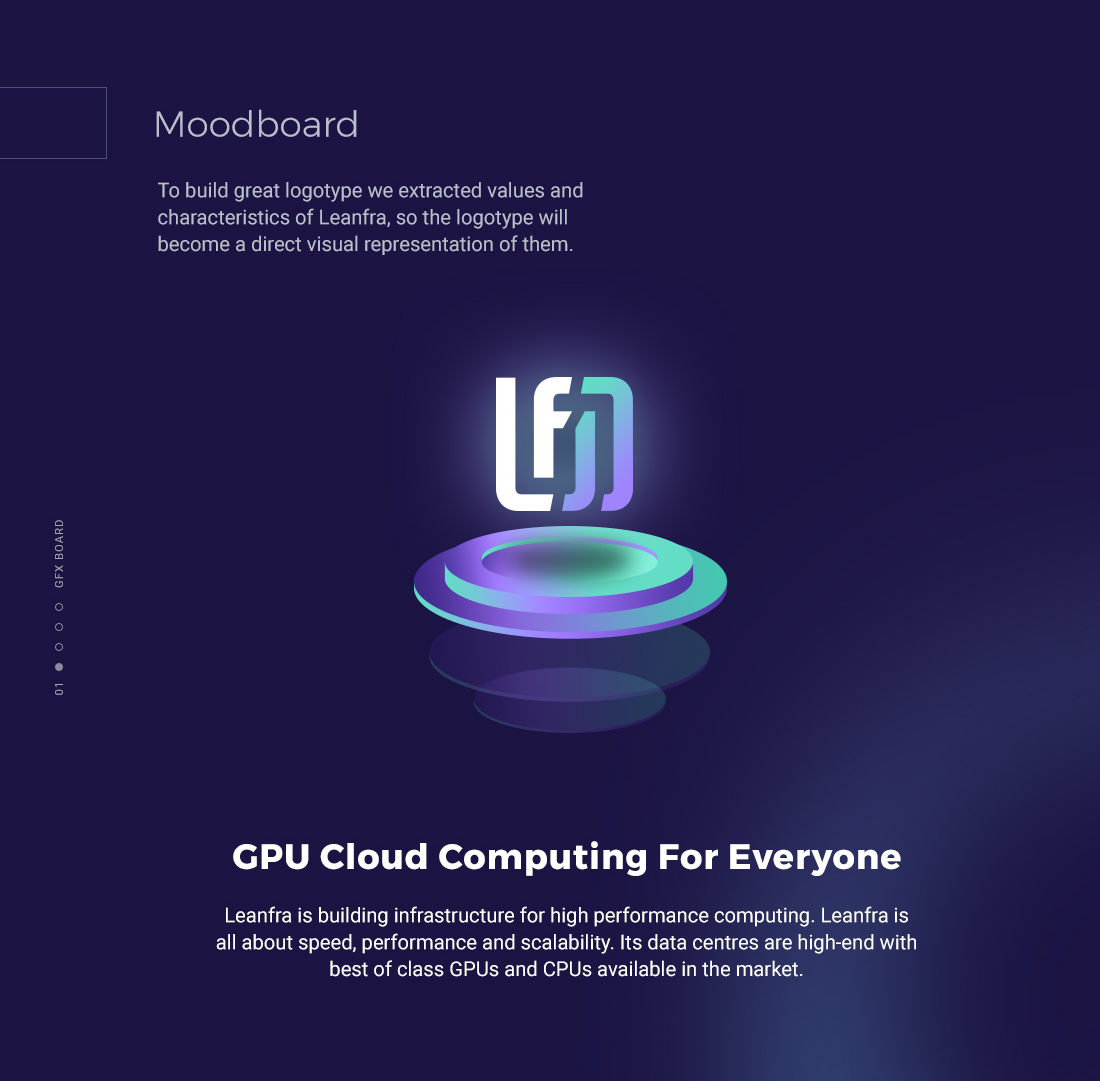 Moodboard
To build great logotype we extracted values and
characteristics of Leanfra, so the logotype will
become a direct visual representation of them.
Lfn
01
GFX BOARD
GPU Cloud Computing For Everyone
Leanfra is building infrastructure for high performance computing. Leanfra is
all about speed, performance and scalability. Its data centres are high-end with
best of class GPUs and CPUs available in the market.